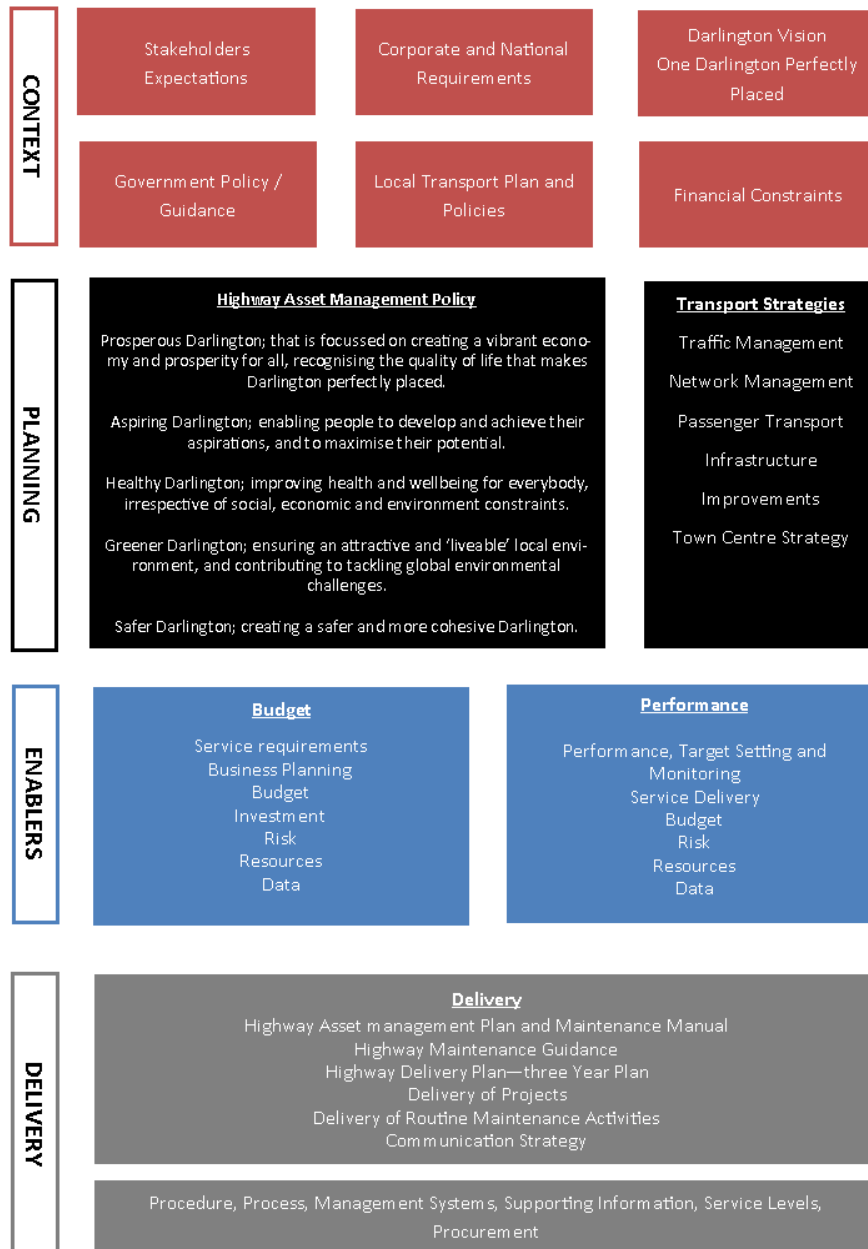 CONTEXT
Stakeholders
Expectations
Corporate and National
Requirements
Darlington Vision
One Darlington Perfectly
Placed
Government Policy /
Guidance
Local Transport Plan and
Policies
Financial Constraints
PLANNING
Highway Asset Management Policy
Prosperous Darlington; that is focussed on creating a vibrant econo-
my and prosperity for all, recognising the quality of life that makes
Darlington perfectly placed.
Aspiring Darlington; enabling people to develop and achieve their
aspirations, and to maximise their potential.
Healthy Darlington; improving health and wellbeing for everybody,
irrespective of social, economic and environment constraints.
Greener Darlington; ensuring an attractive and ‘liveable’ local envi-
ronment, and contributing to tackling global environmental
challenges.
Safer Darlington; creating a safer and more cohesive Darlington.
Transport Strategies
Traffic Management
Network Management
Passenger Transport
Infrastructure
Improvements
Town Centre Strategy
ENABLERS
Budget
Service requirements
Business Planning
Budget
Investment
Risk
Resources
Data
Performance
Performance, Target Setting and
Monitoring
Service Delivery
Budget
Risk
Resources
Data
DELIVERY
Delivery
Highway Asset management Plan and Maintenance Manual
Highway Maintenance Guidance
Highway Delivery Plan—three Year Plan
Delivery of Projects
Delivery of Routine Maintenance Activities
Communication Strategy
Procedure, Process, Management Systems, Supporting Information, Service Levels,
Procurement